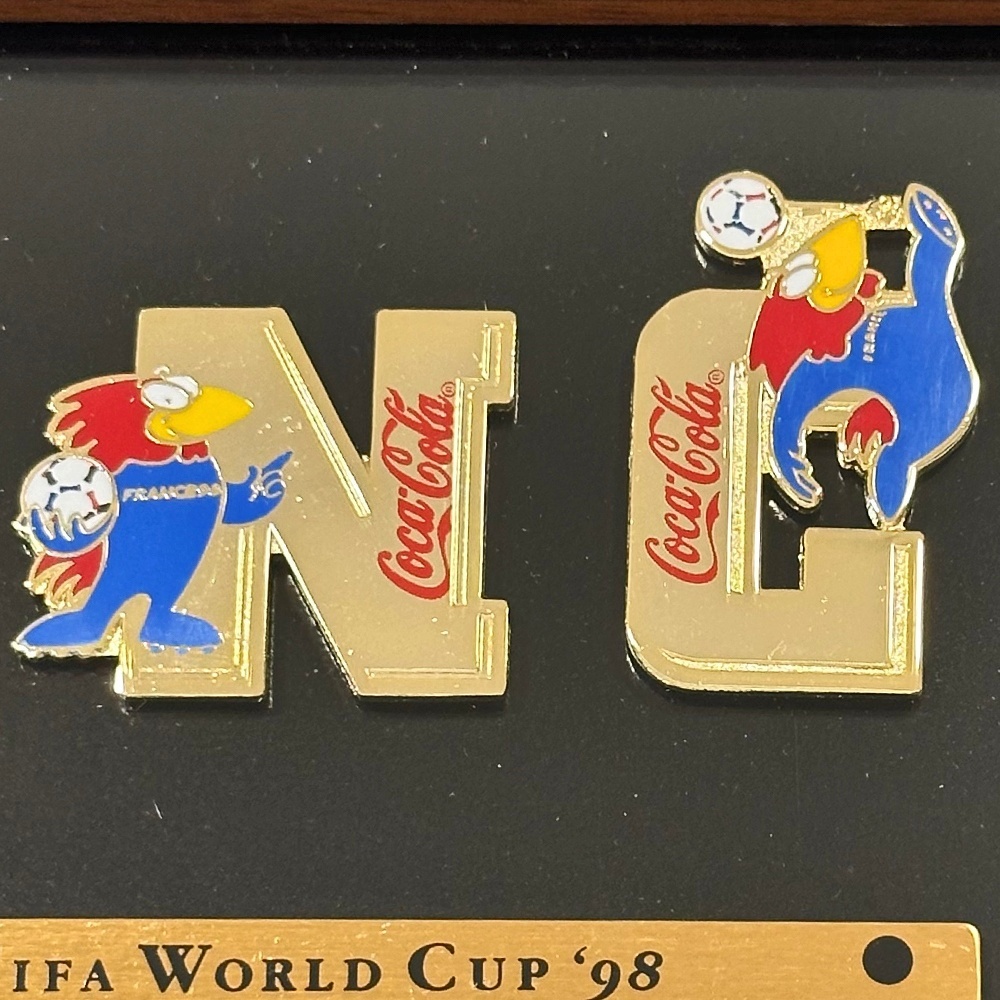 N
Coca-Cola®
FRANCE98
C
Coca-Cola®
IFA WORLD CUP ‘98